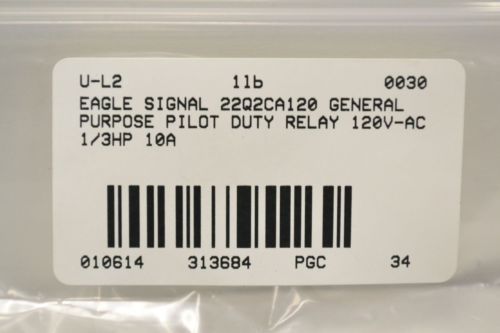 U-L2 1lb 0030
EAGLE SIGNAL 22Q2CA120 GENERAL
PURPOSE PILOT DUTY RELAY 120V-AC
1/3HP 10A
010614 313684 PGC 34